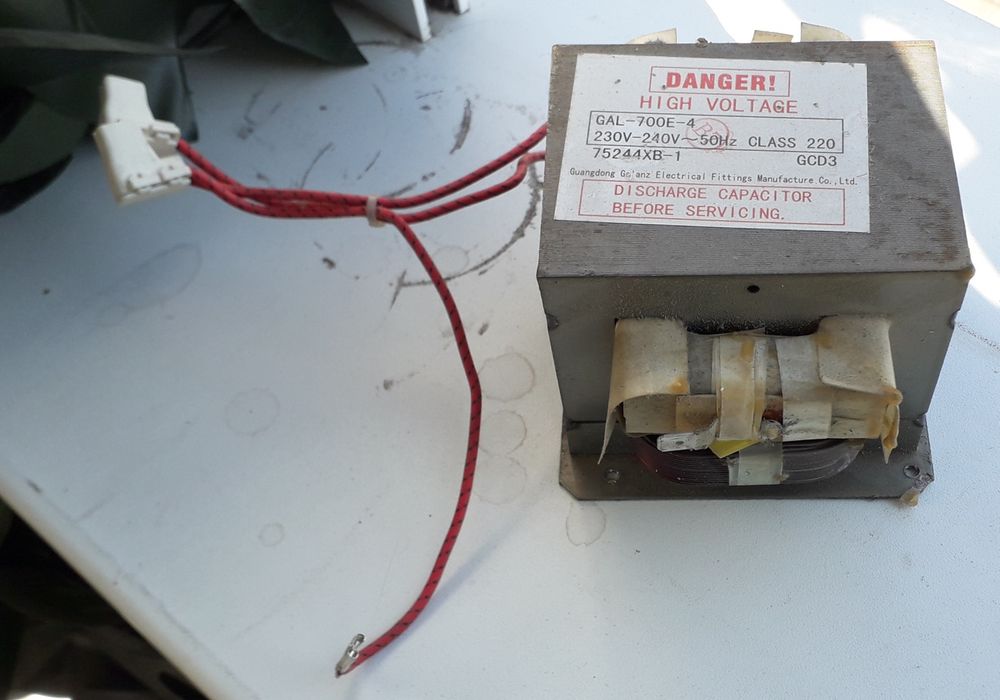 DANGER!
HIGH VOLTAGE
GAL-700E-4
230V-240V~50Hz CLASS 220
75244XB-1 GCD3
Guangdong Galanz Electrical Fittings Manufacture Co.,Ltd.
DISCHARGE CAPACITOR
BEFORE SERVICING.